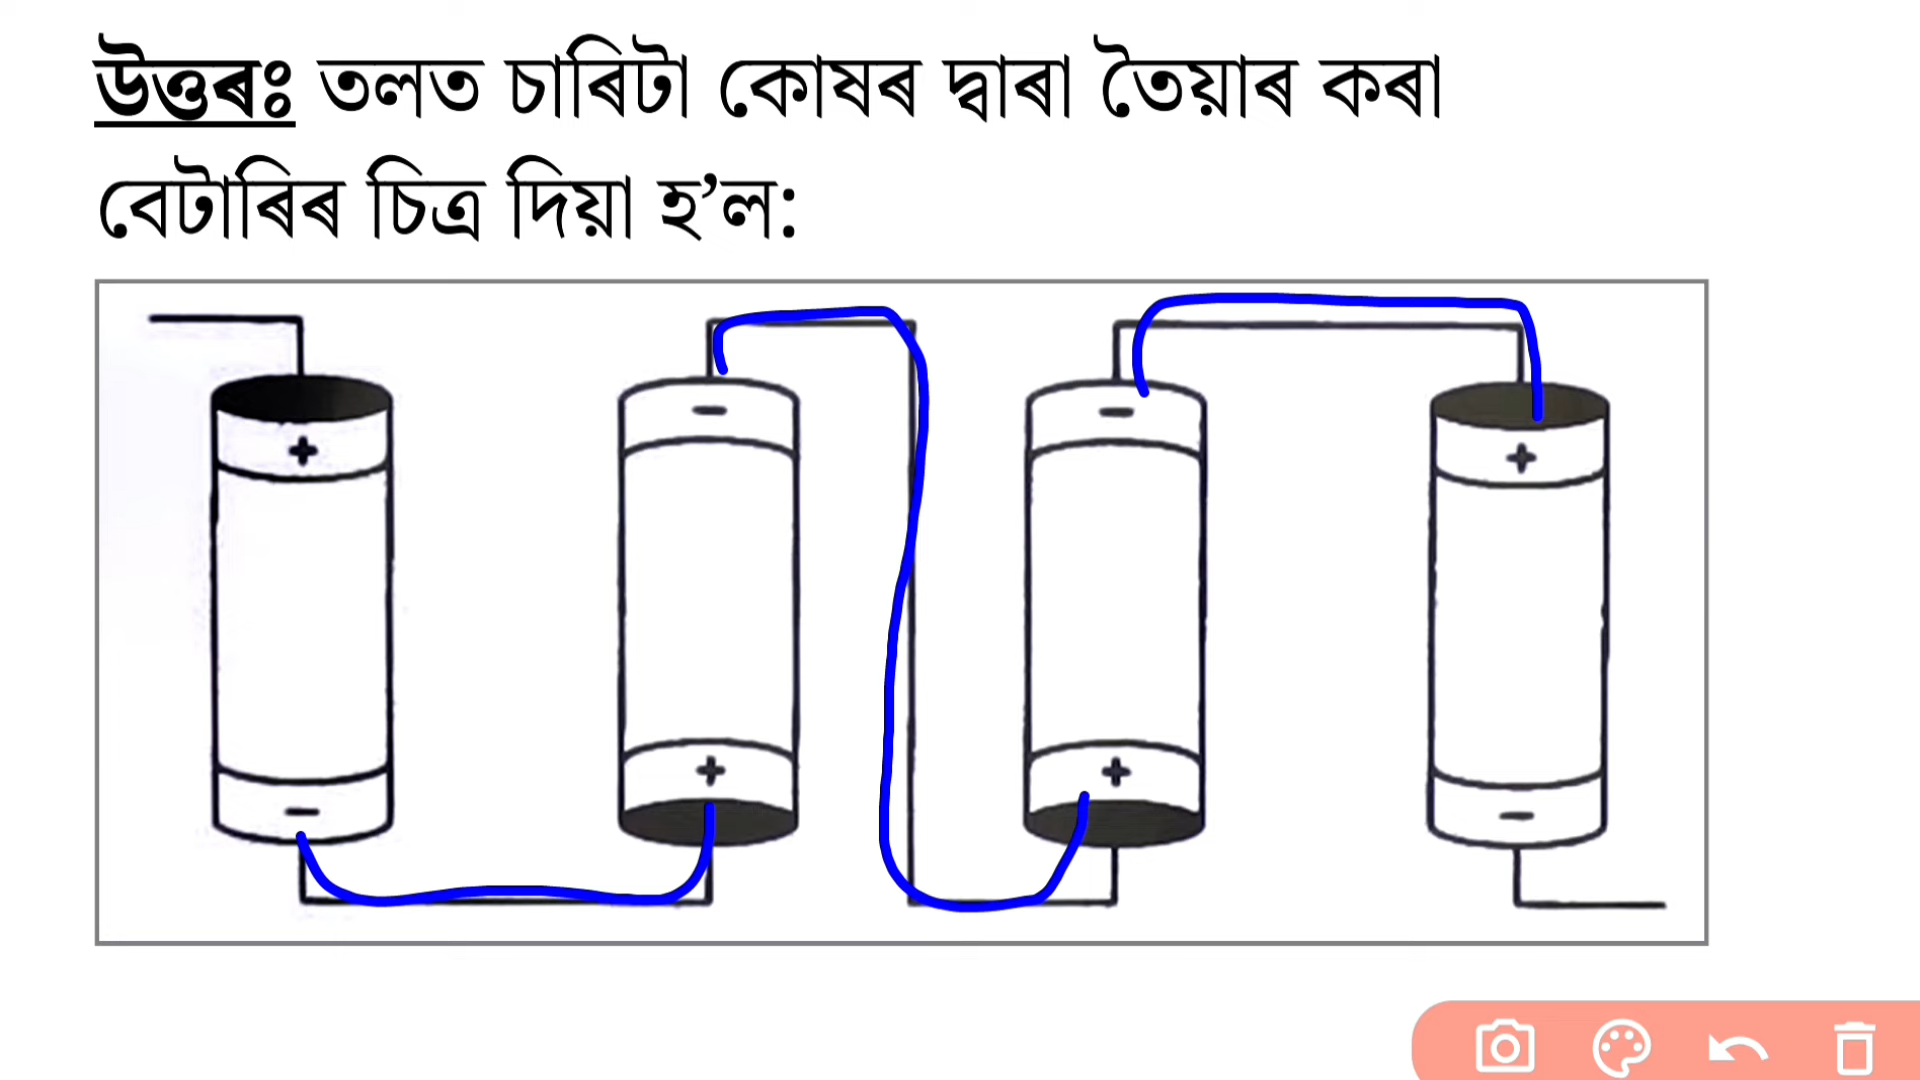 উত্তৰঃ তলত চাৰিটা কোষৰ দ্বাৰা তৈয়াৰ কৰা
বেটাৰিৰ চিত্ৰ দিয়া হ’ল:
+ - - +
- + + -